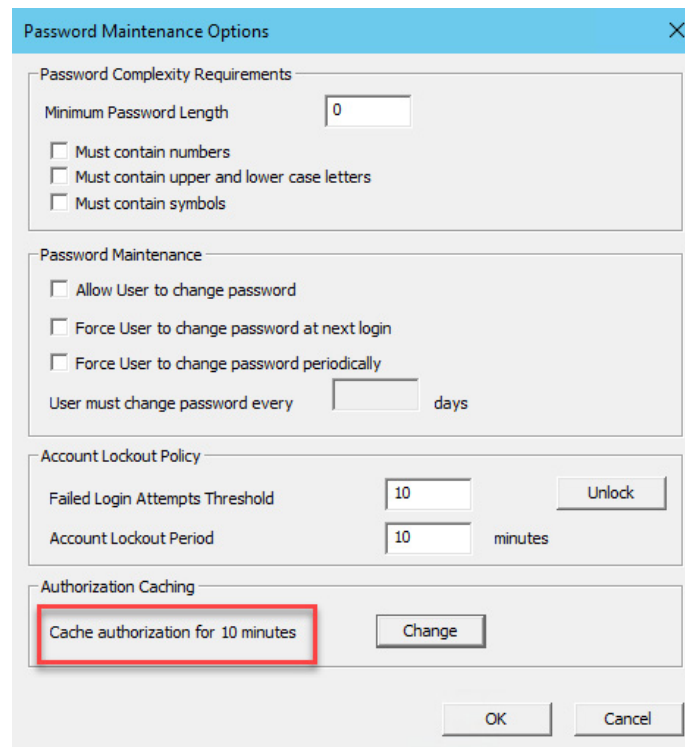 Password Maintenance Options
Password Complexity Requirements
Minimum Password Length 0
Must contain numbers
Must contain upper and lower case letters
Must contain symbols
Password Maintenance
Allow User to change password
Force User to change password at next login
Force User to change password periodically
User must change password every days
Account Lockout Policy
Failed Login Attempts Threshold 10 Unlock
Account Lockout Period 10 minutes
Authorization Caching
Cache authorization for 10 minutes Change
OK Cancel